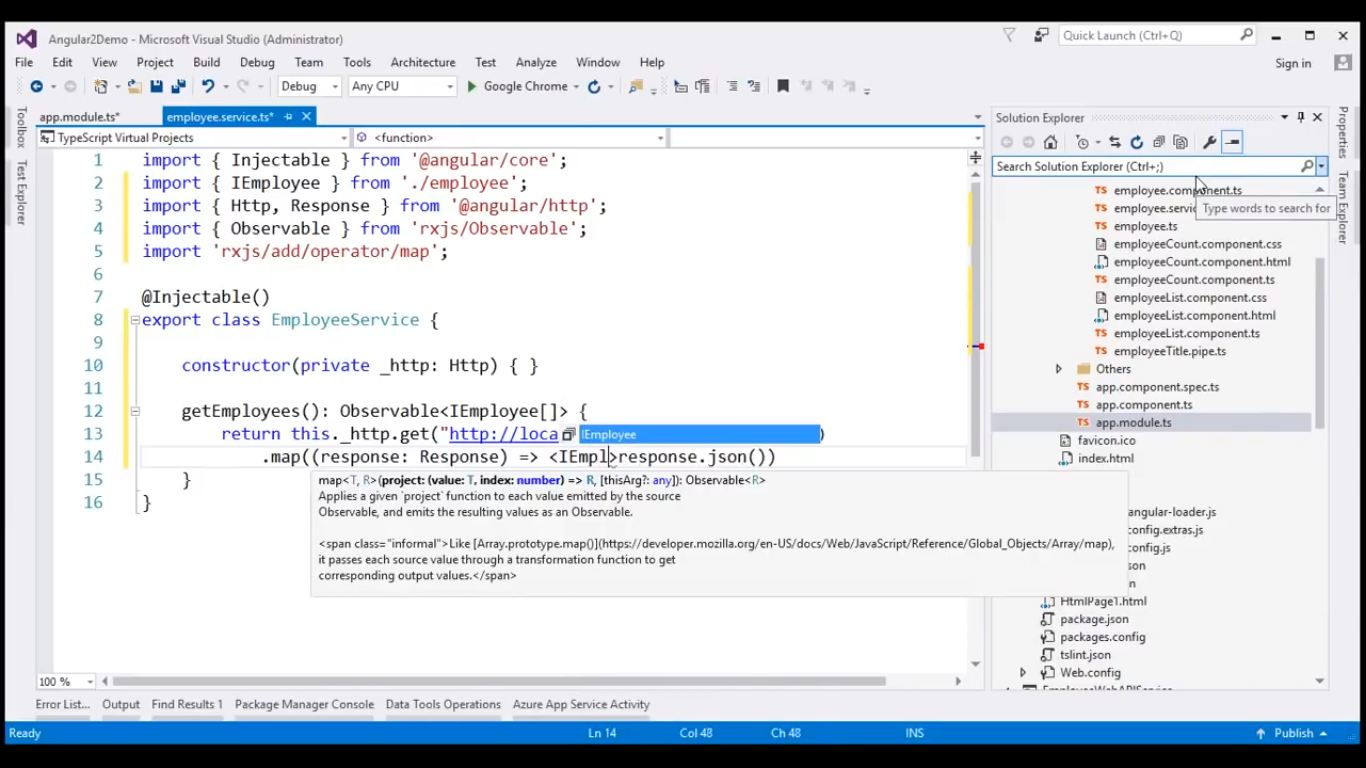 Angular2Demo - Microsoft Visual Studio (Administrator)
Quick Launch (Ctrl+Q)
File Edit View Project Build Debug Team Tools Architecture Test Analyze Window Help
Sign in
Debug Any CPU Google Chrome
Toolbox
Test Explorer
app.module.ts* employee.service.ts*
TypeScript Virtual Projects <function>
1 import { Injectable } from '@angular/core';
2 import { IEmployee } from './employee';
3 import { Http, Response } from '@angular/http';
4 import { Observable } from 'rxjs/Observable';
5 import 'rxjs/add/operator/map';
6
7 @Injectable()
8 export class EmployeeService {
9
10 constructor(private _http: Http) { }
11
12 getEmployees(): Observable<IEmployee[]> {
13 return this._http.get("http://loca IEmployee )
14 .map((response: Response) => <IEmpl>response.json())
15 }
16 }
map<T, R>(project: (value: T, index: number) => R, [thisArg?: any]): Observable<R>
Applies a given `project` function to each value emitted by the source
Observable, and emits the resulting values as an Observable.
<span class="informal">Like [Array.prototype.map()](https://developer.mozilla.org/en-US/docs/Web/JavaScript/Reference/Global_Objects/Array/map),
it passes each source value through a transformation function to get
corresponding output values.</span>
100 %
Solution Explorer
Search Solution Explorer (Ctrl+;)
employee.component.ts
employee.servic
Type words to search for
employee.ts
employeeCount.component.css
employeeCount.component.html
employeeCount.component.ts
employeeList.component.css
employeeList.component.html
employeeList.component.ts
employeeTitle.pipe.ts
Others
app.component.spec.ts
app.component.ts
app.module.ts
favicon.ico
index.html
angular-loader.js
config.extras.js
config.js
son
n
HtmlPage1.html
package.json
packages.config
tslint.json
Web.config
Properties
Team Explorer
Error List... Output Find Results 1 Package Manager Console Data Tools Operations Azure App Service Activity
Ready Ln 14 Col 48 Ch 48 INS Publish